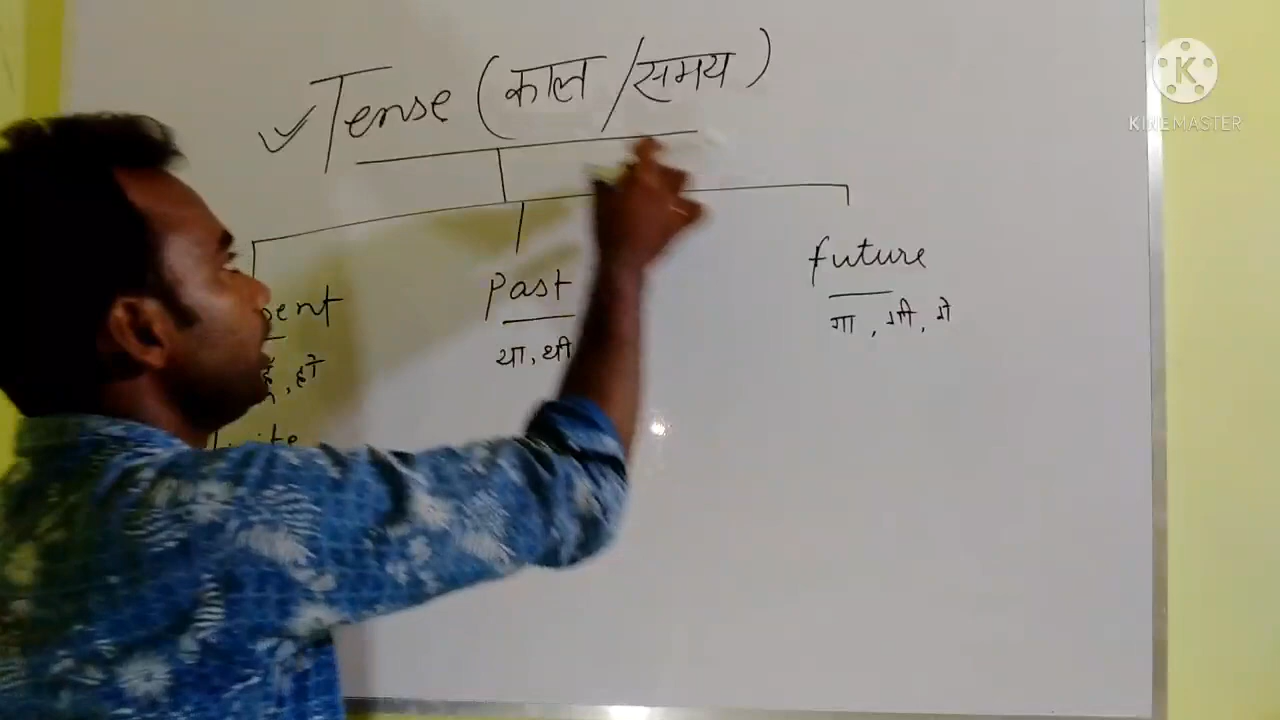 Tense (काल/समय)
Past
future
था, थी
गा, गी, गे
, हो
KINEMASTER